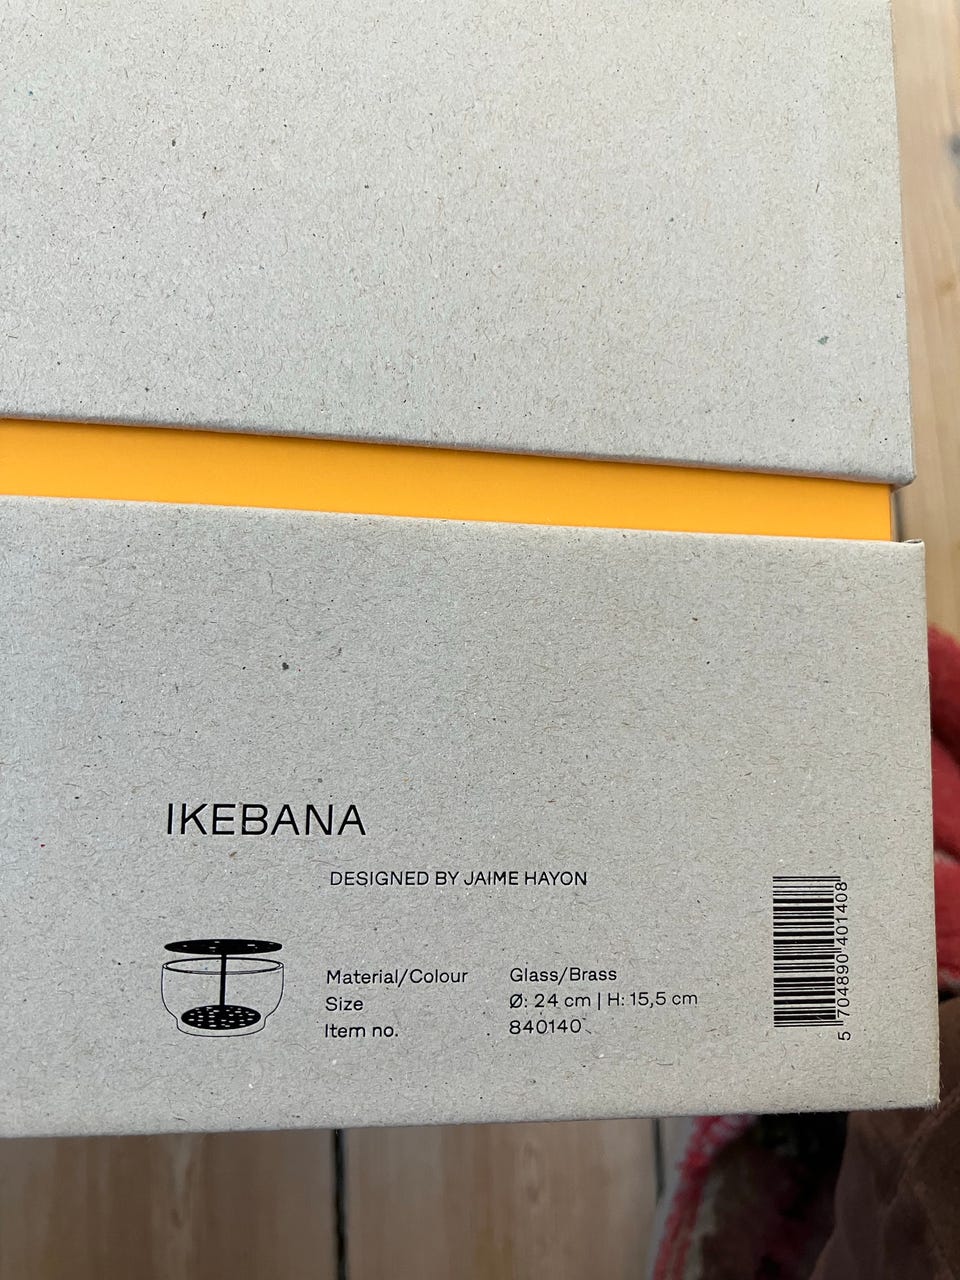 IKEBANA
DESIGNED BY JAIME HAYON
Material/Colour Glass/Brass
Size Ø: 24 cm | H: 15,5 cm
Item no. 840140
5 704890 401408